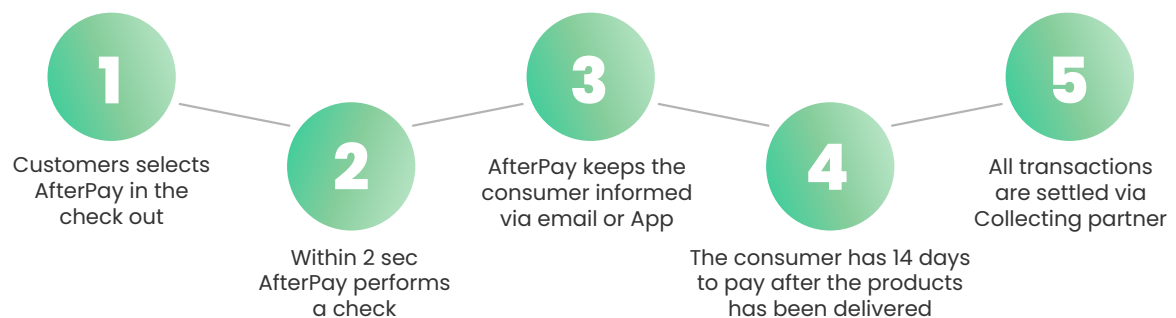 1
Customers selects
AfterPay in the
check out
2
Within 2 sec
AfterPay performs
a check
3
AfterPay keeps the
consumer informed
via email or App
4
The consumer has 14 days
to pay after the products
has been delivered
5
All transactions
are settled via
Collecting partner